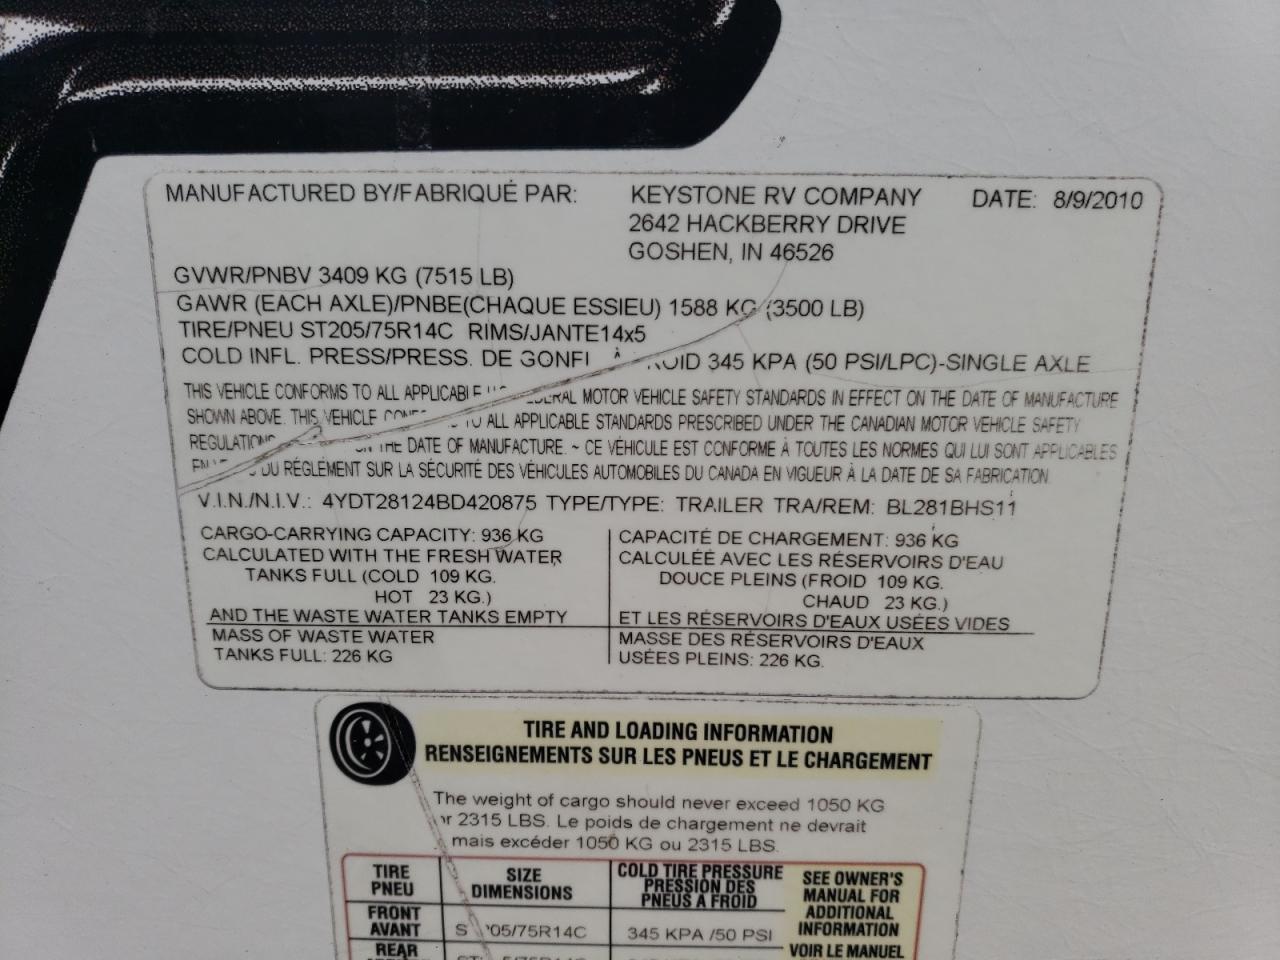 MANUFACTURED BY/FABRIQUÉ PAR: KEYSTONE RV COMPANY DATE: 8/9/2010
2642 HACKBERRY DRIVE
GOSHEN, IN 46526
GVWR/PNBV 3409 KG (7515 LB)
GAWR (EACH AXLE)/PNBE(CHAQUE ESSIEU) 1588 KG (3500 LB)
TIRE/PNEU ST205/75R14C RIMS/JANTE14x5
COLD INFL. PRESS/PRESS. DE 345 KPA (50 PSI/LPC)-SINGLE AXLE
THIS VEHICLE CONFORMS TO ALL APPLICABLE MOTOR VEHICLE SAFETY STANDARDS IN EFFECT ON THE DATE OF MANUFACTURE
SHOWN ABOVE. THIS VEHICLE TO ALL APPLICABLE STANDARDS PRESCRIBED UNDER THE CANADIAN MOTOR VEHICLE SAFETY
REGULATIONS THE DATE OF MANUFACTURE. ~ CE VÉHICULE EST CONFORME À TOUTES LES NORMES QUI LUI SONT APPLICABLES
DU RÉGLEMENT SUR LA SÉCURITÉ DES VÉHICULES AUTOMOBILES DU CANADA EN VIGUEUR À LA DATE DE SA FABRICATION.
V.I.N./N.I.V.: 4YDT28124BD420875 TYPE/TYPE: TRAILER TRA/REM: BL281BHS11
CARGO-CARRYING CAPACITY: 936 KG
CALCULATED WITH THE FRESH WATER
TANKS FULL (COLD 109 KG.
HOT 23 KG.)
AND THE WASTE WATER TANKS EMPTY
MASS OF WASTE WATER
TANKS FULL: 226 KG
CAPACITÉ DE CHARGEMENT: 936 KG
CALCULÉE AVEC LES RÉSERVOIRS D'EAU
DOUCE PLEINS (FROID 109 KG.
CHAUD 23 KG.)
ET LES RÉSERVOIRS D'EAUX USÉES VIDES
MASSE DES RÉSERVOIRS D'EAUX
USÉES PLEINS: 226 KG.
TIRE AND LOADING INFORMATION
RENSEIGNEMENTS SUR LES PNEUS ET LE CHARGEMENT
The weight of cargo should never exceed 1050 KG
or 2315 LBS. Le poids de chargement ne devrait
mais excéder 1050 KG ou 2315 LBS.
TIRE
PNEU
SIZE
DIMENSIONS
COLD TIRE PRESSURE
PRESSION DES
PNEUS A FROID
SEE OWNER'S
MANUAL FOR
ADDITIONAL
INFORMATION
VOIR LE MANUEL
FRONT
AVANT
05/75R14C
345 KPA /50 PSI
REAR